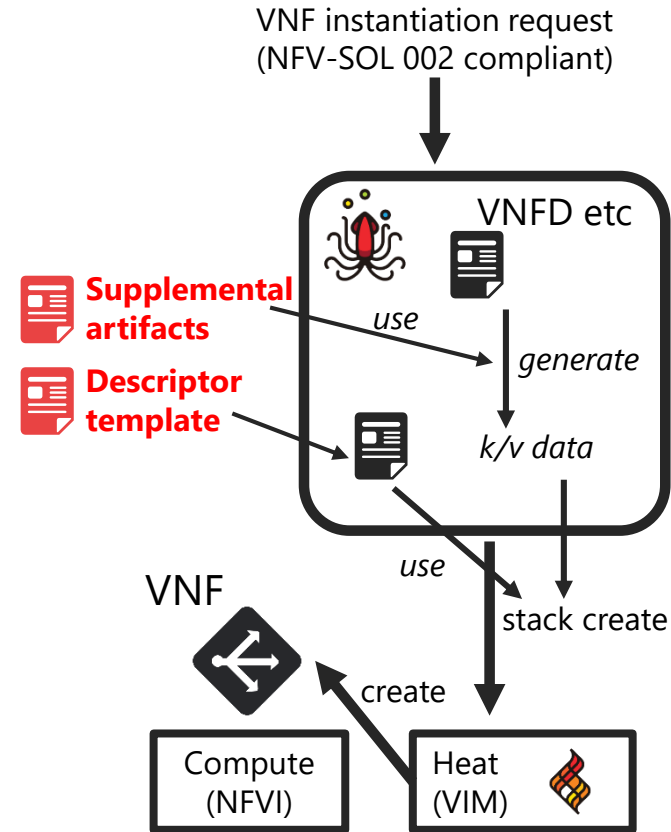 VNF instantiation request
(NFV-SOL 002 compliant)
VNFD etc
Supplemental
artifacts
use
generate
Descriptor
template
k/v data
use
stack create
VNF
create
Compute
(NFVI)
Heat
(VIM)